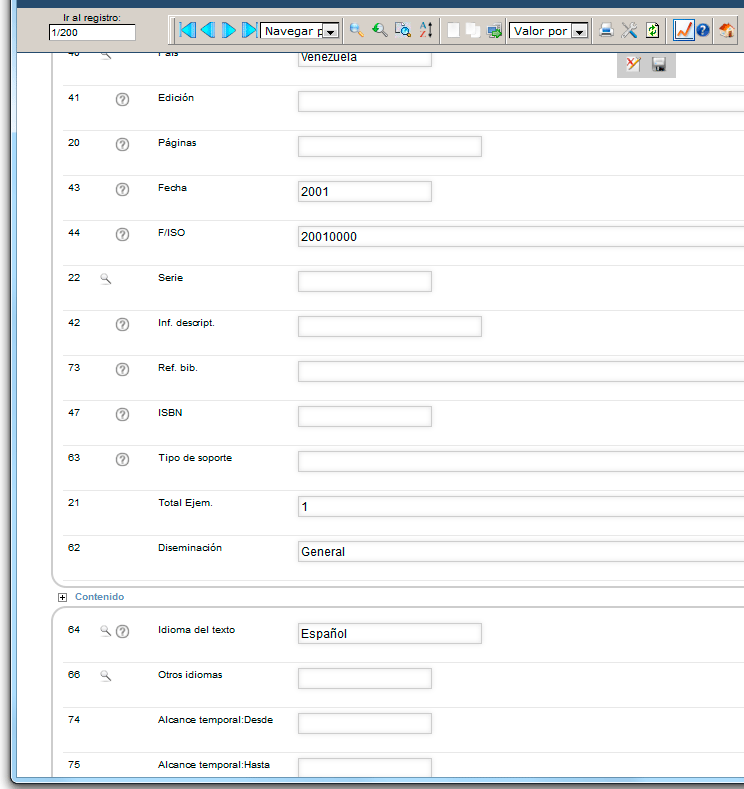 Ir al registro:
1/200 Navegar p Valor por
40 País Venezuela
41 Edición
20 Páginas
43 Fecha 2001
44 F/ISO 20010000
22 Serie
42 Inf. descript.
73 Ref. bib.
47 ISBN
63 Tipo de soporte
21 Total Ejem. 1
62 Diseminación General
Contenido
64 Idioma del texto Español
66 Otros idiomas
74 Alcance temporal:Desde
75 Alcance temporal:Hasta